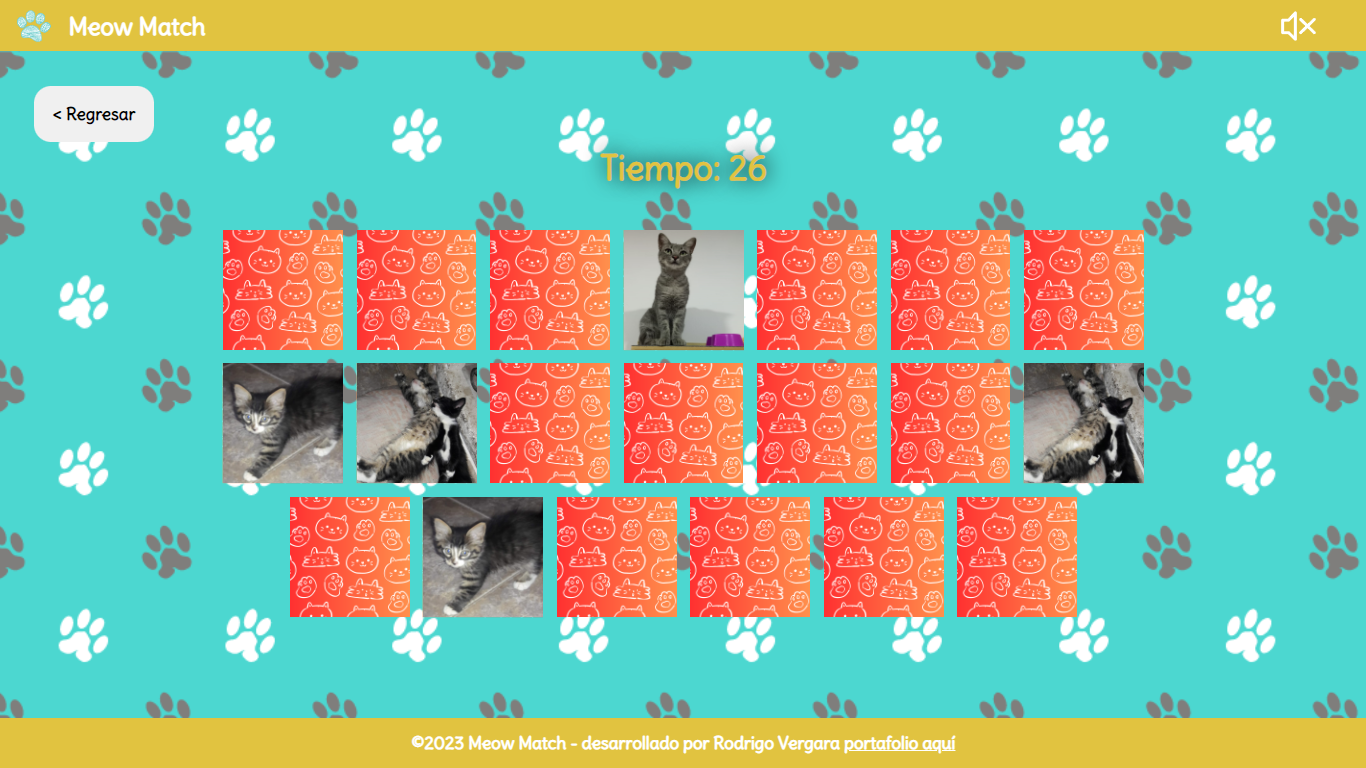 Meow Match
< Regresar
Tiempo: 26
©2023 Meow Match - desarrollado por Rodrigo Vergara portafolio aquí